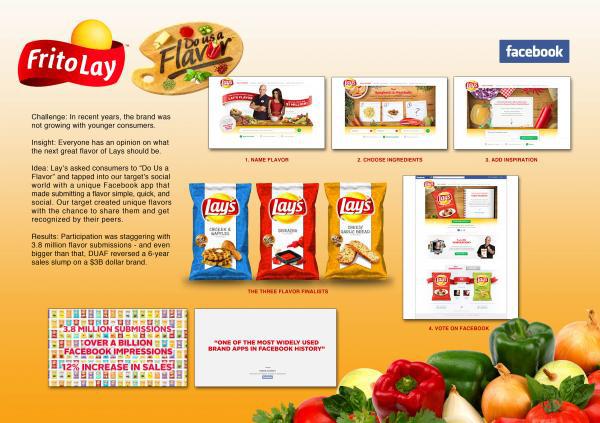 FritoLay
Do us a
Flavor
facebook
Challenge: In recent years, the brand was
not growing with younger consumers.
Insight: Everyone has an opinion on what
the next great flavor of Lays should be.
Idea: Lay's asked consumers to "Do Us a
Flavor" and tapped into our target's social
world with a unique Facebook app that
made submitting a flavor simple, quick, and
social. Our target created unique flavors
with the chance to share them and get
recognized by their peers.
Results: Participation was staggering with
3.8 million flavor submissions - and even
bigger than that, DUAF reversed a 6-year
sales slump on a $3B dollar brand.
1. NAME FLAVOR
2. CHOOSE INGREDIENTS
3. ADD INSPIRATION
Lay's
CHICKEN &
WAFFLES
Lay's
SRIRACHA
Lay's
CHEESY
GARLIC BREAD
THE THREE FLAVOR FINALISTS
4. VOTE ON FACEBOOK
3.8 MILLION SUBMISSIONS
OVER A BILLION
FACEBOOK IMPRESSIONS
12% INCREASE IN SALES
"ONE OF THE MOST WIDELY USED
BRAND APPS IN FACEBOOK HISTORY"